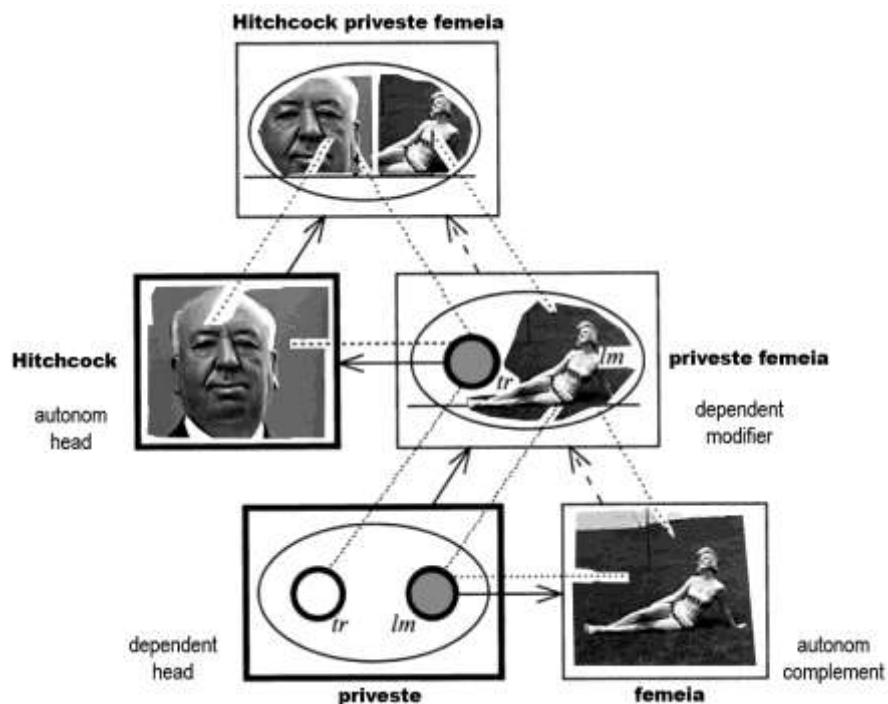 Hitchcock priveste femeia
Hitchcock
autonom
head
tr
lm
priveste femeia
dependent
modifier
tr
lm
dependent
head
priveste
femeia
autonom
complement